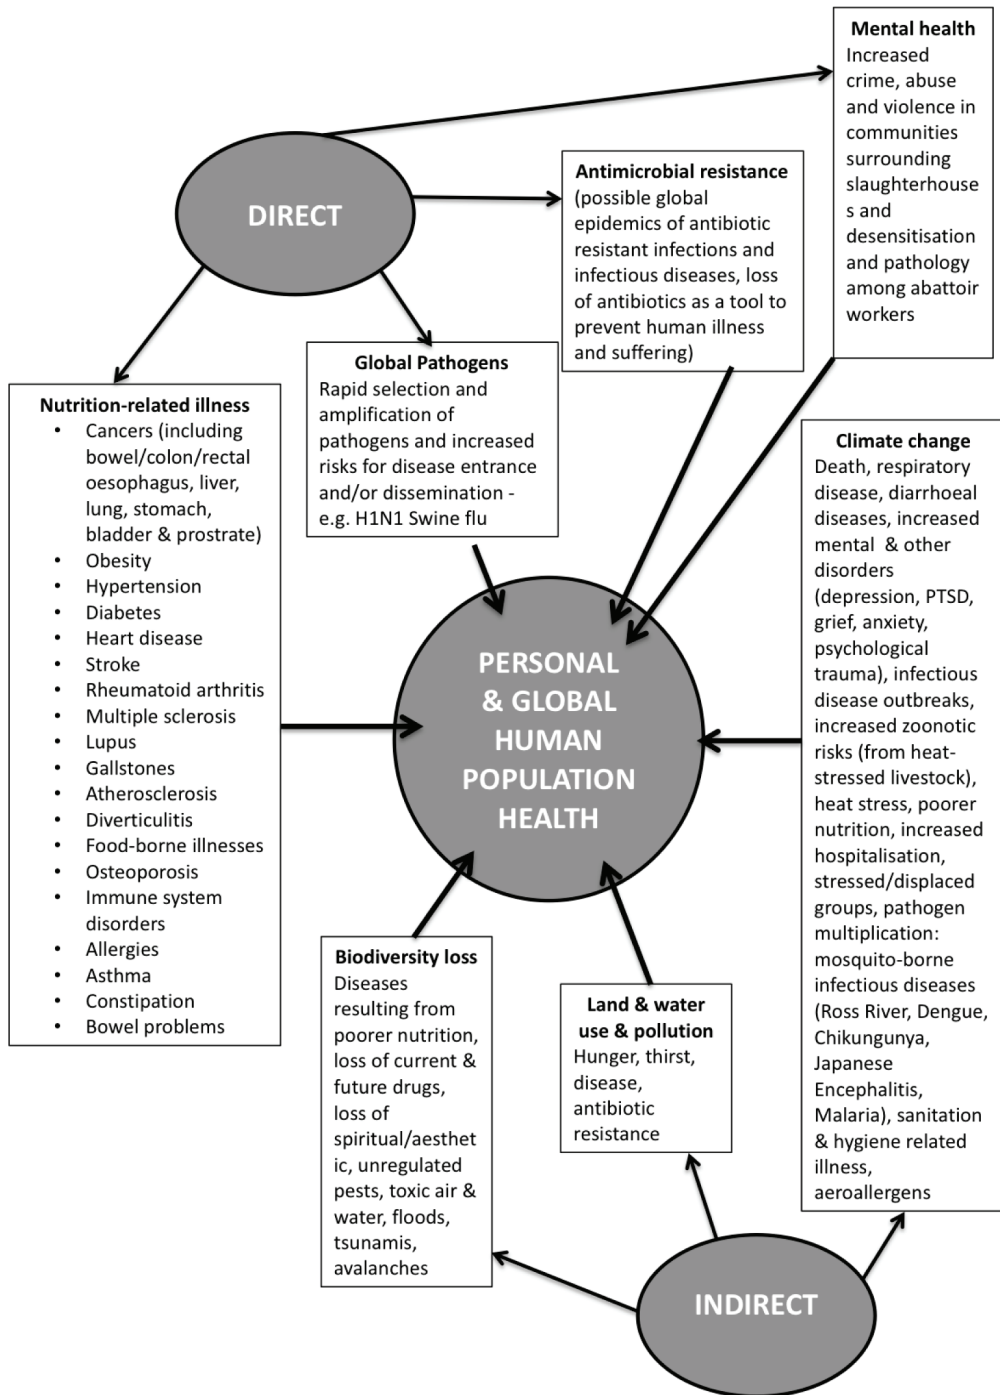 Mental health
Increased
crime, abuse
and violence in
communities
surrounding
slaughterhouse
s and
desensitisation
and pathology
among abattoir
workers
DIRECT
Antimicrobial resistance
(possible global
epidemics of antibiotic
resistant infections and
infectious diseases, loss
of antibiotics as a tool to
prevent human illness
and suffering)
Global Pathogens
Rapid selection and
amplification of
pathogens and increased
risks for disease entrance
and/or dissemination -
e.g. H1N1 Swine flu
Nutrition-related illness
• Cancers (including
bowel/colon/rectal
oesophagus, liver,
lung, stomach,
bladder & prostrate)
• Obesity
• Hypertension
• Diabetes
• Heart disease
• Stroke
• Rheumatoid arthritis
• Multiple sclerosis
• Lupus
• Gallstones
• Atherosclerosis
• Diverticulitis
• Food-borne illnesses
• Osteoporosis
• Immune system
disorders
• Allergies
• Asthma
• Constipation
• Bowel problems
PERSONAL
& GLOBAL
HUMAN
POPULATION
HEALTH
Climate change
Death, respiratory
disease, diarrhoeal
diseases, increased
mental & other
disorders
(depression, PTSD,
grief, anxiety,
psychological
trauma), infectious
disease outbreaks,
increased zoonotic
risks (from heat-
stressed livestock),
heat stress, poorer
nutrition, increased
hospitalisation,
stressed/displaced
groups, pathogen
multiplication:
mosquito-borne
infectious diseases
(Ross River, Dengue,
Chikungunya,
Japanese
Encephalitis,
Malaria), sanitation
& hygiene related
illness,
aeroallergens
Biodiversity loss
Diseases
resulting from
poorer nutrition,
loss of current &
future drugs,
loss of
spiritual/aesthet
ic, unregulated
pests, toxic air &
water, floods,
tsunamis,
avalanches
Land & water
use & pollution
Hunger, thirst,
disease,
antibiotic
resistance
INDIRECT